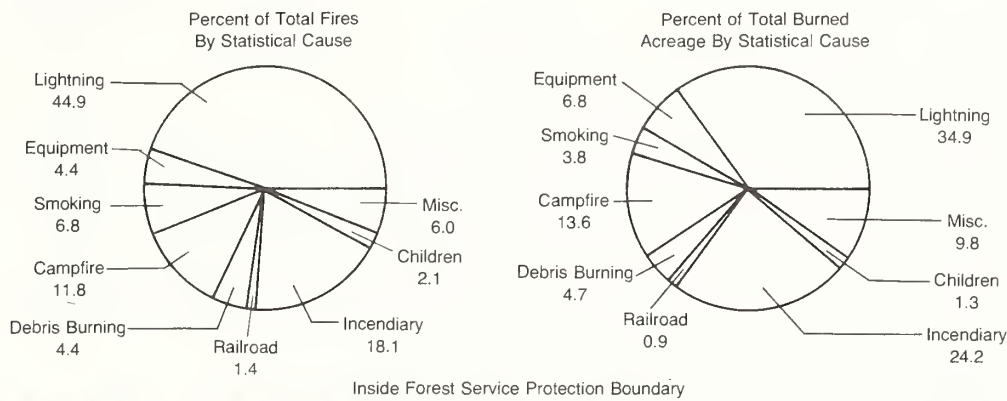 Percent of Total Fires
By Statistical Cause
Lightning
44.9
Equipment
4.4
Smoking
6.8
Campfire
11.8
Debris Burning
4.4
Railroad
1.4
Incendiary
18.1
Children
2.1
Misc.
6.0
Percent of Total Burned
Acreage By Statistical Cause
Equipment
6.8
Smoking
3.8
Campfire
13.6
Debris Burning
4.7
Railroad
0.9
Incendiary
24.2
Children
1.3
Misc.
9.8
Lightning
34.9
Inside Forest Service Protection Boundary